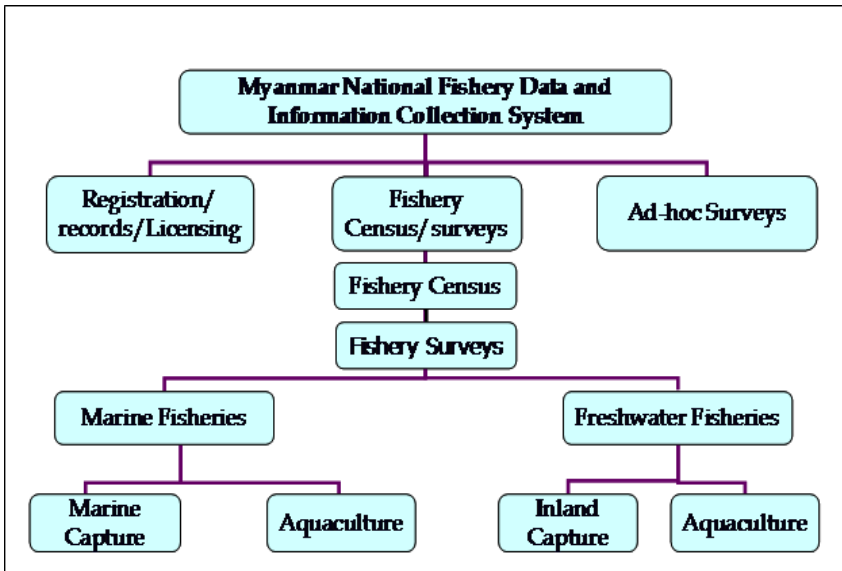 Myanmar National Fishery Data and
Information Collection System
Registration/
records/Licensing
Fishery
Census/surveys
Ad-hoc Surveys
Fishery Census
Fishery Surveys
Marine Fisheries
Freshwater Fisheries
Marine
Capture
Aquaculture
Inland
Capture
Aquaculture